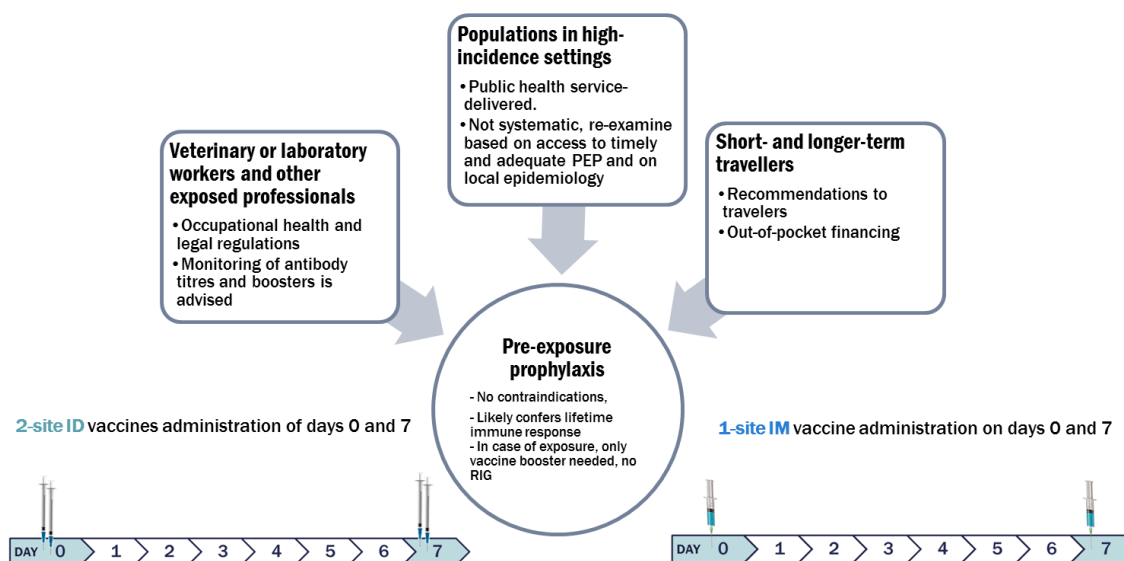 Populations in high-
incidence settings
•Public health service-
delivered.
•Not systematic, re-examine
based on access to timely
and adequate PEP and on
local epidemiology
Veterinary or laboratory
workers and other
exposed professionals
•Occupational health and
legal regulations
•Monitoring of antibody
titres and boosters is
advised
Short- and longer-term
travellers
•Recommendations to
travelers
•Out-of-pocket financing
Pre-exposure
prophylaxis
- No contraindications,
- Likely confers lifetime
immune response
- In case of exposure, only
vaccine booster needed, no
RIG
2-site ID vaccines administration of days 0 and 7
DAY 0 1 2 3 4 5 6 7
1-site IM vaccine administration on days 0 and 7
DAY 0 1 2 3 4 5 6 7